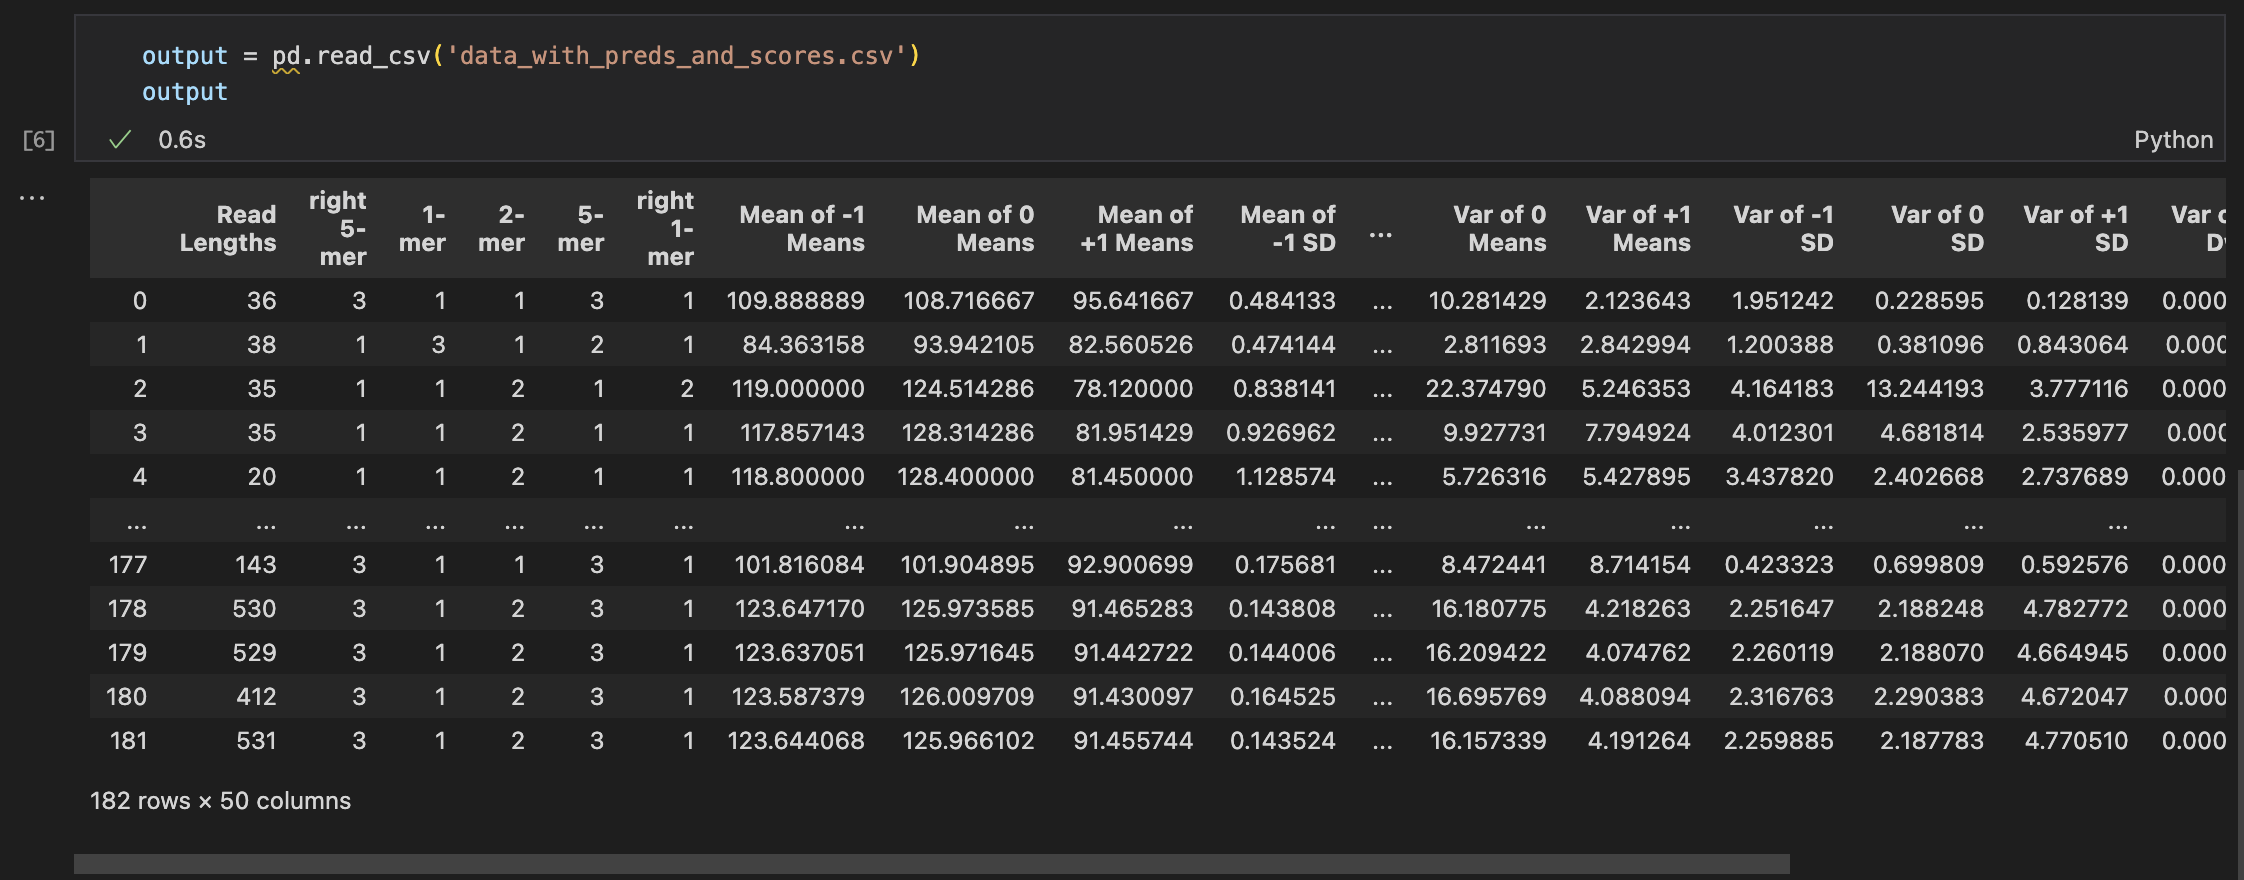 output = pd.read_csv('data_with_preds_and_scores.csv')
output
[6] ✓ 0.6s Python
...
Read Lengths right 5-mer 1-mer 2-mer 5-mer right 1-mer Mean of -1 Means Mean of 0 Means Mean of +1 Means Mean of -1 SD ... Var of 0 Means Var of +1 Means Var of -1 SD Var of 0 SD Var of +1 SD Var
0 36 3 1 1 3 1 109.888889 108.716667 95.641667 0.484133 ... 10.281429 2.123643 1.951242 0.228595 0.128139 0.000
1 38 1 3 1 2 1 84.363158 93.942105 82.560526 0.474144 ... 2.811693 2.842994 1.200388 0.381096 0.843064 0.000
2 35 1 1 2 1 2 119.000000 124.514286 78.120000 0.838141 ... 22.374790 5.246353 4.164183 13.244193 3.777116 0.000
3 35 1 1 2 1 1 117.857143 128.314286 81.951429 0.926962 ... 9.927731 7.794924 4.012301 4.681814 2.535977 0.000
4 20 1 1 2 1 1 118.800000 128.400000 81.450000 1.128574 ... 5.726316 5.427895 3.437820 2.402668 2.737689 0.000
... ... ... ... ... ... ... ... ... ... ... ... ... ... ... ... ...
177 143 3 1 1 3 1 101.816084 101.904895 92.900699 0.175681 ... 8.472441 8.714154 0.423323 0.699809 0.592576 0.000
178 530 3 1 2 3 1 123.647170 125.973585 91.465283 0.143808 ... 16.180775 4.218263 2.251647 2.188248 4.782772 0.000
179 529 3 1 2 3 1 123.637051 125.971645 91.442722 0.144006 ... 16.209422 4.074762 2.260119 2.188070 4.664945 0.000
180 412 3 1 2 3 1 123.587379 126.009709 91.430097 0.164525 ... 16.695769 4.088094 2.316763 2.290383 4.672047 0.000
181 531 3 1 2 3 1 123.644068 125.966102 91.455744 0.143524 ... 16.157339 4.191264 2.259885 2.187783 4.770510 0.000
182 rows × 50 columns